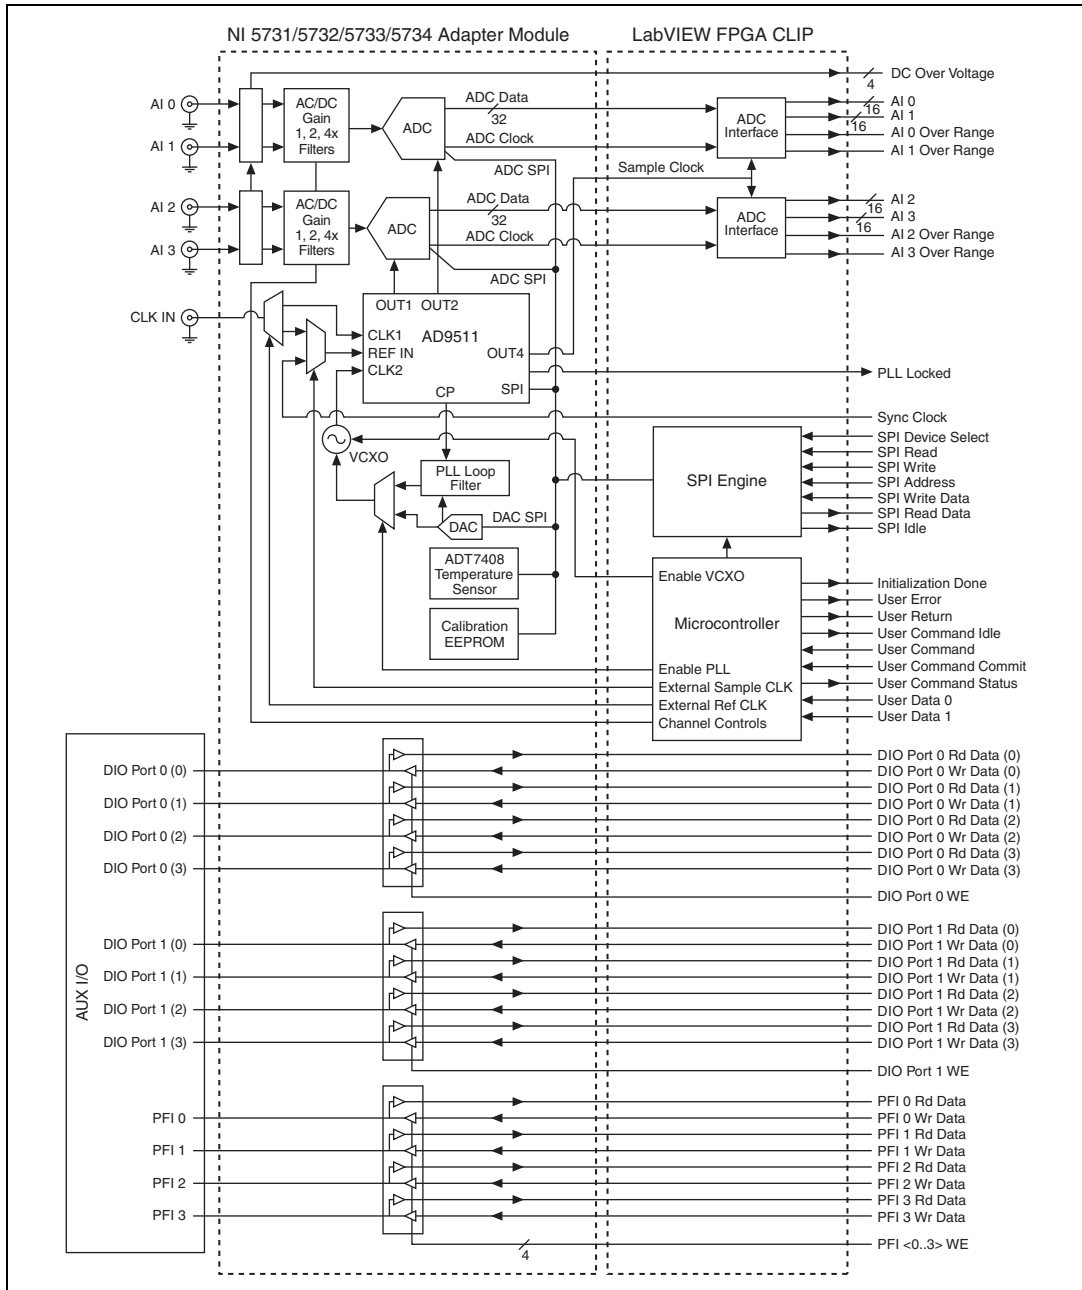 NI 5731/5732/5733/5734 Adapter Module
LabVIEW FPGA CLIP
DC Over Voltage
4
AI 0
AI 1
AC/DC
Gain
1, 2, 4x
Filters
ADC
ADC Data
32
ADC Clock
ADC SPI
ADC
Interface
AI 0
16
AI 1
16
AI 0 Over Range
AI 1 Over Range
Sample Clock
AI 2
AI 3
AC/DC
Gain
1, 2, 4x
Filters
ADC
ADC Data
32
ADC Clock
ADC SPI
ADC
Interface
AI 2
16
AI 3
16
AI 2 Over Range
AI 3 Over Range
CLK IN
OUT1
OUT2
CLK1
AD9511
REF IN
OUT4
CLK2
CP
SPI
PLL Locked
Sync Clock
VCXO
PLL Loop
Filter
DAC
DAC SPI
ADT7408
Temperature
Sensor
Calibration
EEPROM
SPI Engine
SPI Device Select
SPI Read
SPI Write
SPI Address
SPI Write Data
SPI Read Data
SPI Idle
Enable VCXO
Microcontroller
Enable PLL
External Sample CLK
External Ref CLK
Channel Controls
Initialization Done
User Error
User Return
User Command Idle
User Command
User Command Commit
User Command Status
User Data 0
User Data 1
AUX I/O
DIO Port 0 (0)
DIO Port 0 (1)
DIO Port 0 (2)
DIO Port 0 (3)
DIO Port 0 Rd Data (0)
DIO Port 0 Wr Data (0)
DIO Port 0 Rd Data (1)
DIO Port 0 Wr Data (1)
DIO Port 0 Rd Data (2)
DIO Port 0 Wr Data (2)
DIO Port 0 Rd Data (3)
DIO Port 0 Wr Data (3)
DIO Port 0 WE
DIO Port 1 (0)
DIO Port 1 (1)
DIO Port 1 (2)
DIO Port 1 (3)
DIO Port 1 Rd Data (0)
DIO Port 1 Wr Data (0)
DIO Port 1 Rd Data (1)
DIO Port 1 Wr Data (1)
DIO Port 1 Rd Data (2)
DIO Port 1 Wr Data (2)
DIO Port 1 Rd Data (3)
DIO Port 1 Wr Data (3)
DIO Port 1 WE
PFI 0
PFI 1
PFI 2
PFI 3
PFI 0 Rd Data
PFI 0 Wr Data
PFI 1 Rd Data
PFI 1 Wr Data
PFI 2 Rd Data
PFI 2 Wr Data
PFI 3 Rd Data
PFI 3 Wr Data
4
PFI <0..3> WE